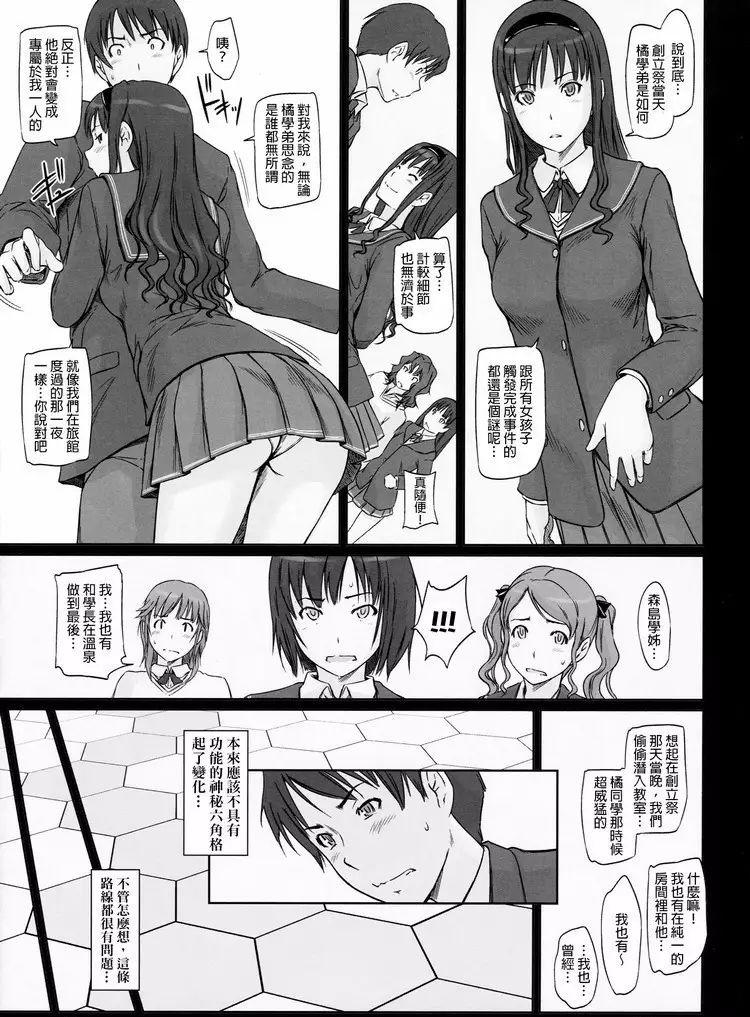 說到底…
創立祭當天
橘學弟是如何
跟所有女孩子
觸發完成事件的
都還是個謎呢…
算了…
計較細節
也無濟於事
真隨便！
咦？
對我來說，無論
橘學弟思念的
是誰都無所謂
反正…
他絕對會變成
專屬於我一人的
就像我們在旅館
度過的那一夜
一樣…你說對吧
森島學姊…
!!!
我…我也有
和學長在溫泉
做到最後…
想起在創立祭
那天當晚，我們
偷偷潛入教室…
橘同學那時候
超威猛的
什麼嘛！
我也有在純一的
房間裡和他…
我也有～
…我也
曾經…
本來應該不具有
功能的神秘六角格
起了變化…
不管怎麼想，這條
路線都很有問題…